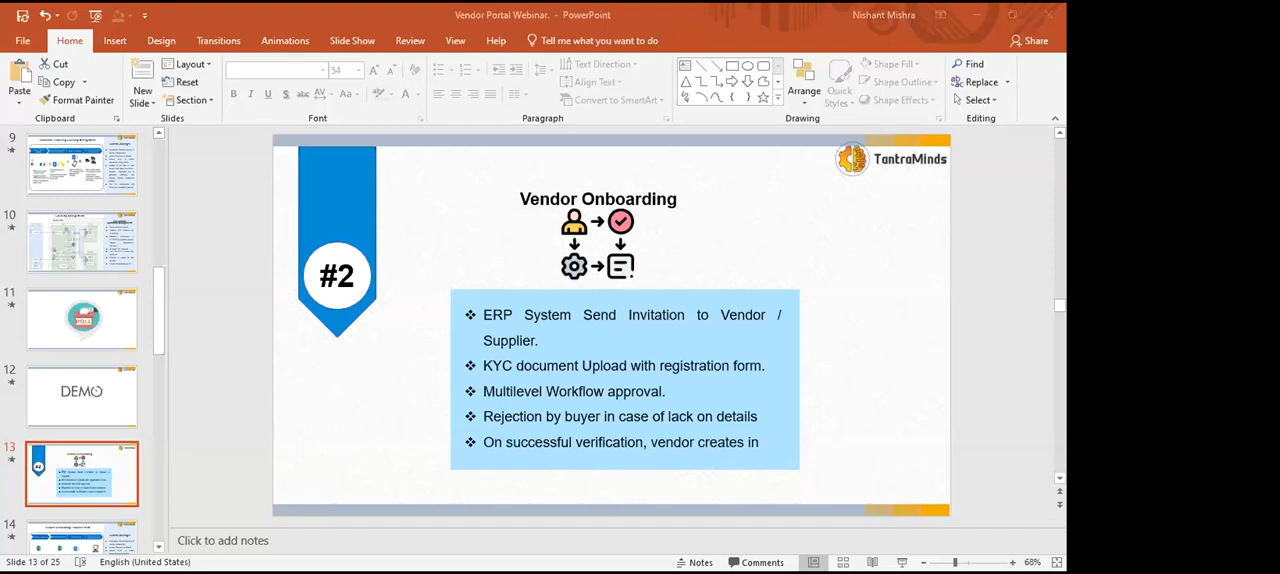 Vendor Portal Webinar. - PowerPoint
Nishant Mishra
File Home Insert Design Transitions Animations Slide Show Review View Help Tell me what you want to do Share
Paste
Cut
Copy
Format Painter
Clipboard
New Slide
Layout
Reset
Section
Slides
54
B I U S abc AV Aa A
Font
Text Direction
Align Text
Convert to SmartArt
Paragraph
Arrange
Quick Styles
Shape Fill
Shape Outline
Shape Effects
Drawing
Find
Replace
Select
Editing
9
10
11
POLL
12
DEMO
13
#2
14
TantraMinds
Vendor Onboarding
#2
ERP System Send Invitation to Vendor /
Supplier.
KYC document Upload with registration form.
Multilevel Workflow approval.
Rejection by buyer in case of lack on details
On successful verification, vendor creates in
Click to add notes
Slide 13 of 25
English (United States)
Notes
Comments
68%